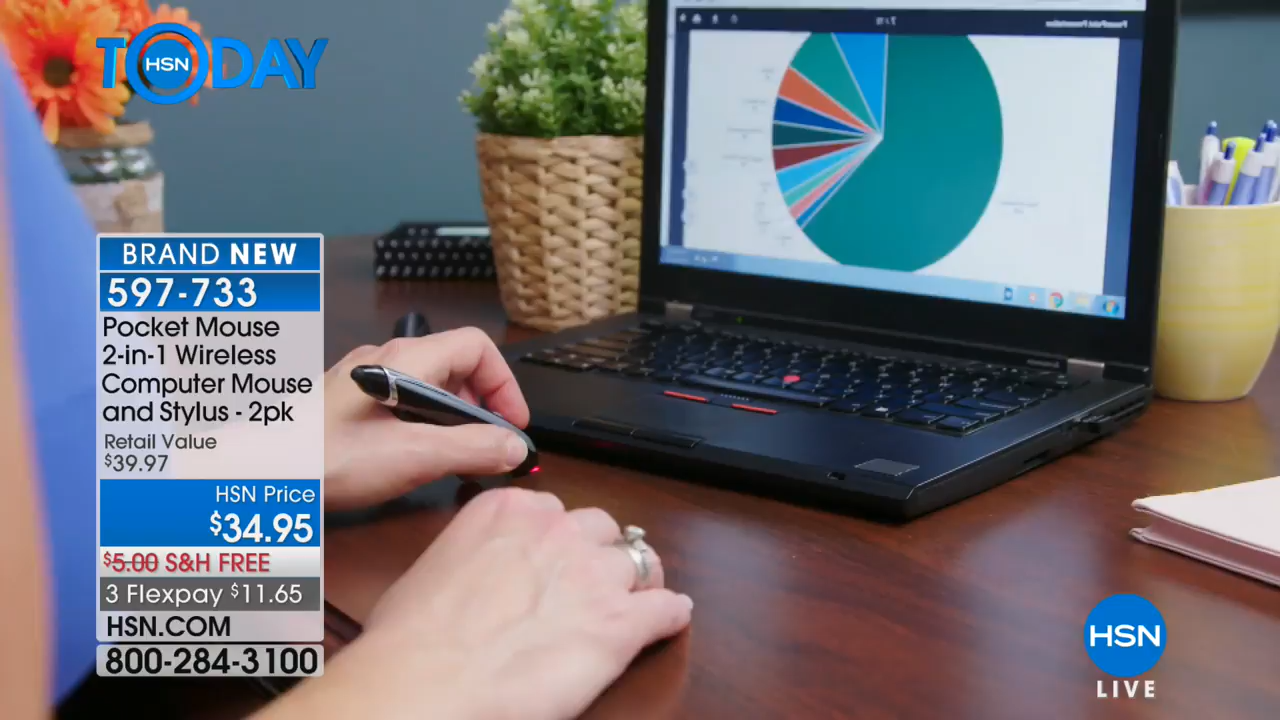 HSN
TODAY
BRAND NEW
597-733
Pocket Mouse
2-in-1 Wireless
Computer Mouse
and Stylus - 2pk
Retail Value
$39.97
HSN Price
$34.95
$5.00 S&H FREE
3 Flexpay $11.65
HSN.COM
800-284-3100
PowerPoint Presentation
HSN
LIVE